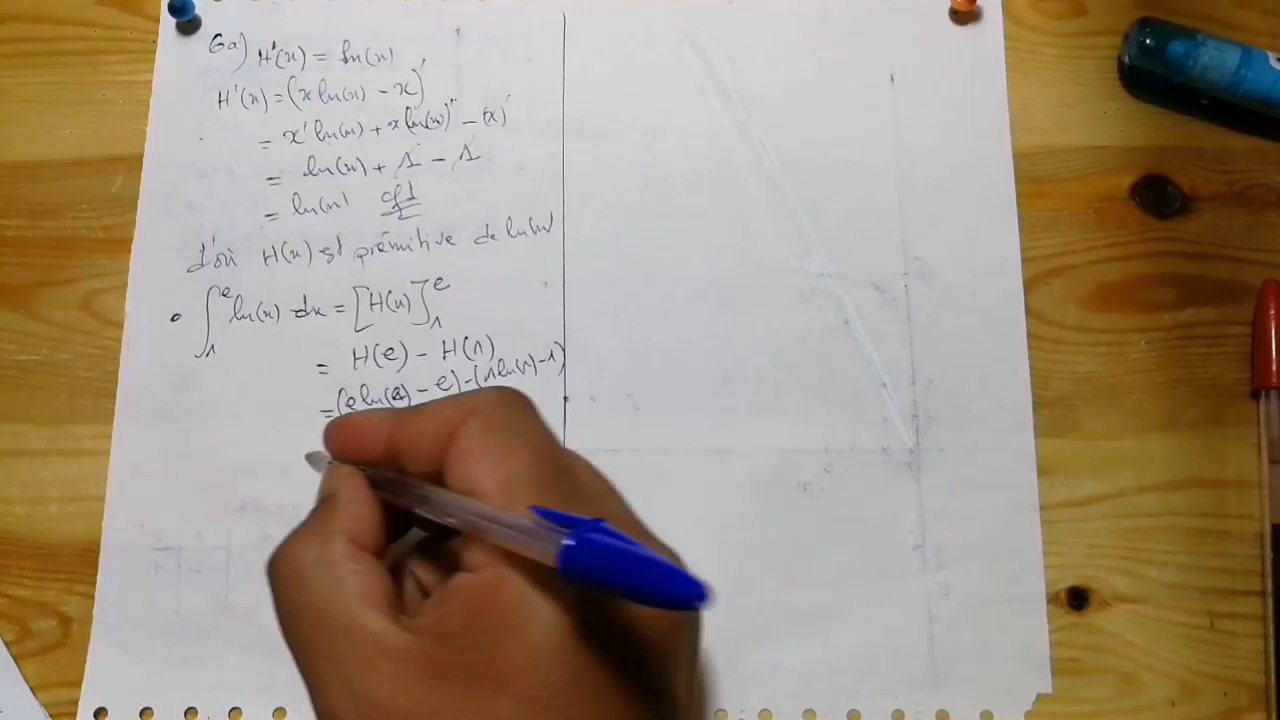 6a) H'(x) = ln(x)
H'(x) = (x ln(x) - x)'
= x' ln(x) + x ln(x)' - (x)'
= ln(x) + 1 - 1
= ln(x) cqfd
d'où H(x) est prémitive de ln(x)
• ∫₁ᵉ ln(x) dx = [H(x)]₁ᵉ
= H(e) - H(1)
= (e ln(e) - e) - (1 ln(1) - 1)